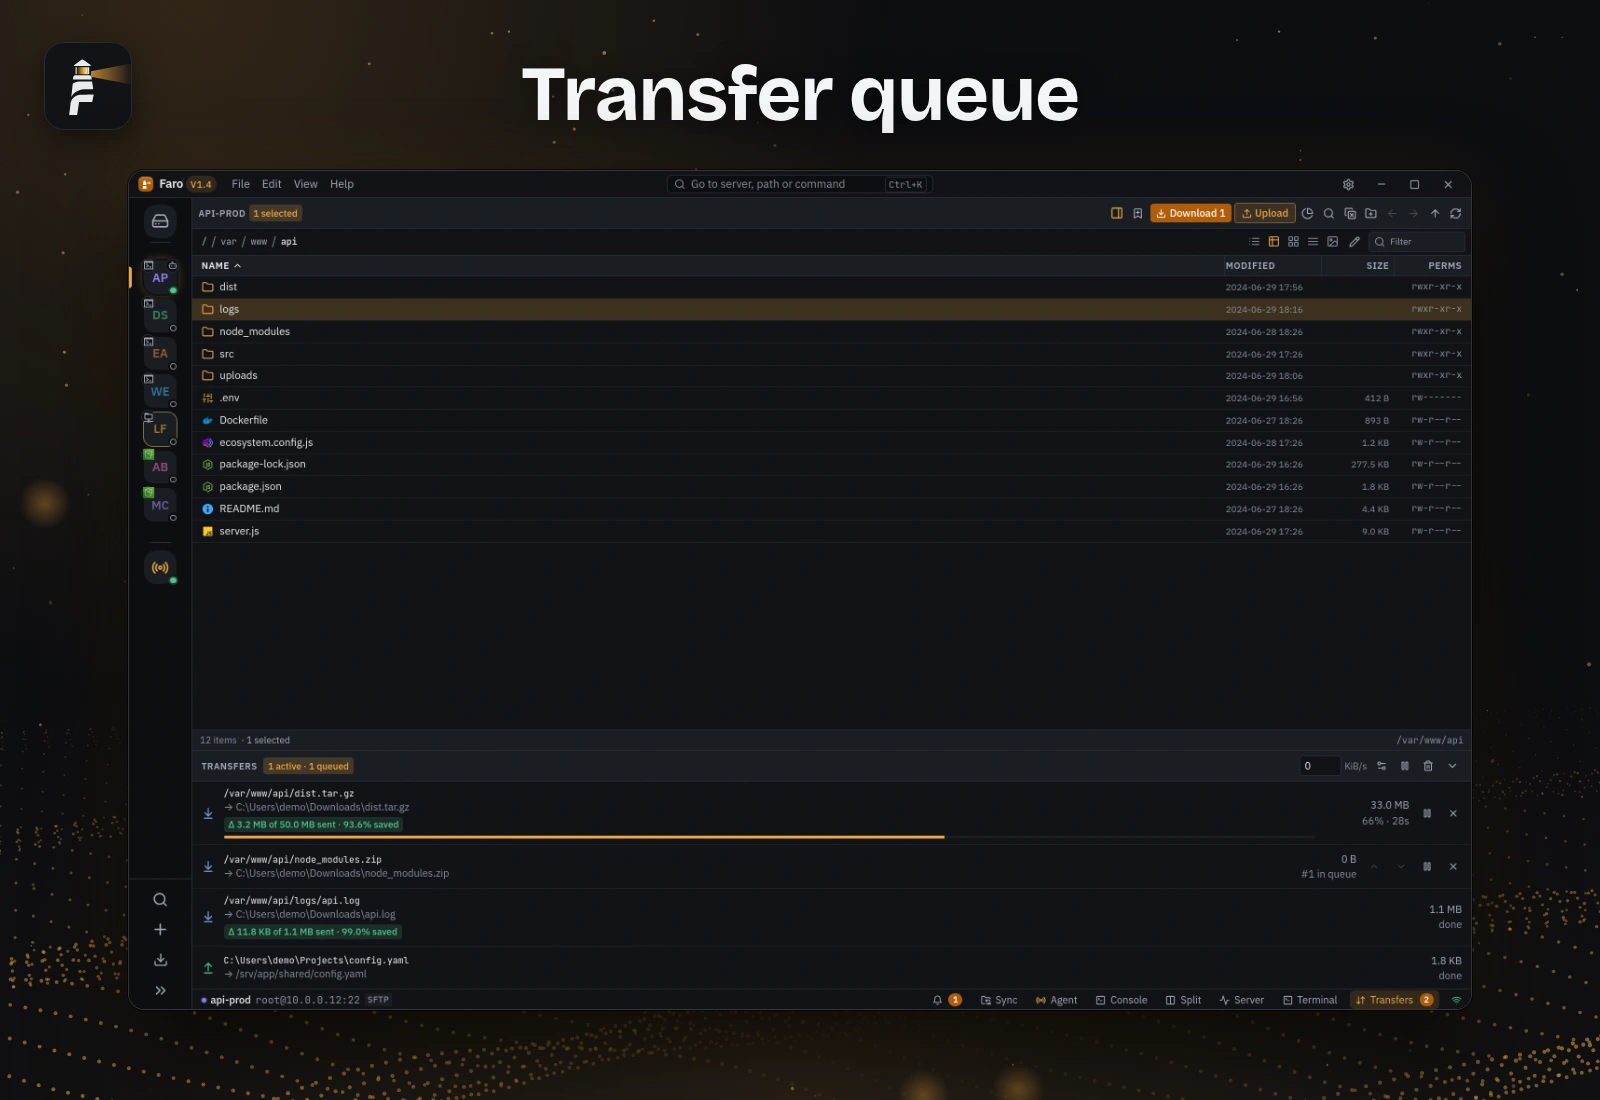 Transfer queue
Faro V1.4 File Edit View Help Go to server, path or command Ctrl+K
API-PROD 1 selected Download 1 Upload
/ / var / www / api Filter
NAME MODIFIED SIZE PERMS
dist 2024-06-29 17:56 rwxr-xr-x
AP
logs 2024-06-29 18:16 rwxr-xr-x
DS
node_modules 2024-06-28 18:26 rwxr-xr-x
EA
src 2024-06-29 17:26 rwxr-xr-x
uploads 2024-06-29 18:06 rwxr-xr-x
WE
.env 2024-06-29 16:56 412 B rw-------
Dockerfile 2024-06-27 18:26 893 B rw-r--r--
LF
ecosystem.config.js 2024-06-28 17:26 1.2 KB rw-r--r--
package-lock.json 2024-06-29 16:26 277.5 KB rw-r--r--
AB
package.json 2024-06-29 16:26 1.8 KB rw-r--r--
MC
README.md 2024-06-27 18:26 4.4 KB rw-r--r--
server.js 2024-06-29 17:26 9.0 KB rw-r--r--
12 items · 1 selected /var/www/api
TRANSFERS 1 active · 1 queued 0 KiB/s
/var/www/api/dist.tar.gz
→ C:\Users\demo\Downloads\dist.tar.gz 33.0 MB
Δ 3.2 MB of 50.0 MB sent · 93.6% saved 66% · 28s
/var/www/api/node_modules.zip 0 B
→ C:\Users\demo\Downloads\node_modules.zip #1 in queue
/var/www/api/logs/api.log
→ C:\Users\demo\Downloads\api.log 1.1 MB
Δ 11.8 KB of 1.1 MB sent · 99.0% saved done
C:\Users\demo\Projects\config.yaml 1.8 KB
→ /srv/app/shared/config.yaml done
api-prod root@10.0.0.12:22 SFTP 1 Sync Agent Console Split Server Terminal Transfers 2